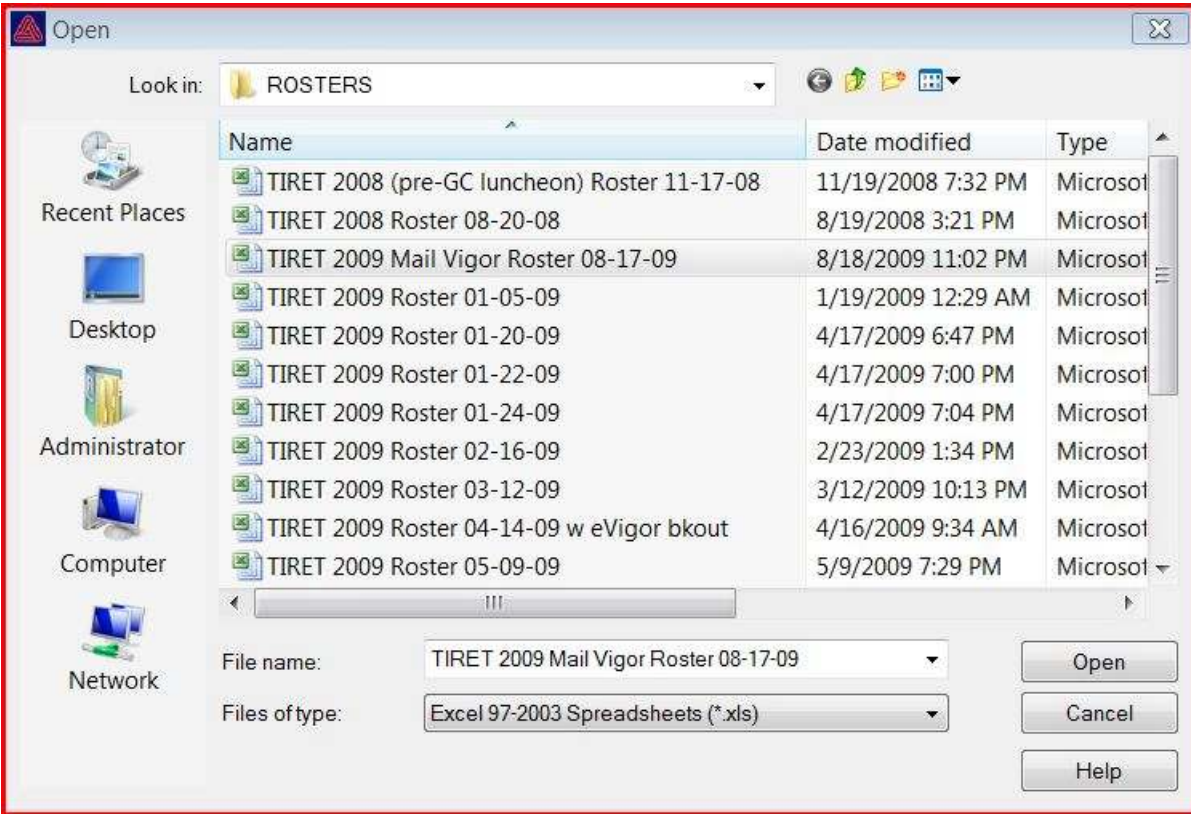 Open
Look in: ROSTERS
Name Date modified Type
TIRET 2008 (pre-GC luncheon) Roster 11-17-08 11/19/2008 7:32 PM Microsof
Recent Places
TIRET 2008 Roster 08-20-08 8/19/2008 3:21 PM Microsof
TIRET 2009 Mail Vigor Roster 08-17-09 8/18/2009 11:02 PM Microsof
TIRET 2009 Roster 01-05-09 1/19/2009 12:29 AM Microsof
Desktop
TIRET 2009 Roster 01-20-09 4/17/2009 6:47 PM Microsof
TIRET 2009 Roster 01-22-09 4/17/2009 7:00 PM Microsof
TIRET 2009 Roster 01-24-09 4/17/2009 7:04 PM Microsof
Administrator
TIRET 2009 Roster 02-16-09 2/23/2009 1:34 PM Microsof
TIRET 2009 Roster 03-12-09 3/12/2009 10:13 PM Microsof
TIRET 2009 Roster 04-14-09 w eVigor bkout 4/16/2009 9:34 AM Microsof
Computer
TIRET 2009 Roster 05-09-09 5/9/2009 7:29 PM Microsof
Network
File name: TIRET 2009 Mail Vigor Roster 08-17-09 Open
Files of type: Excel 97-2003 Spreadsheets (*.xls) Cancel
Help